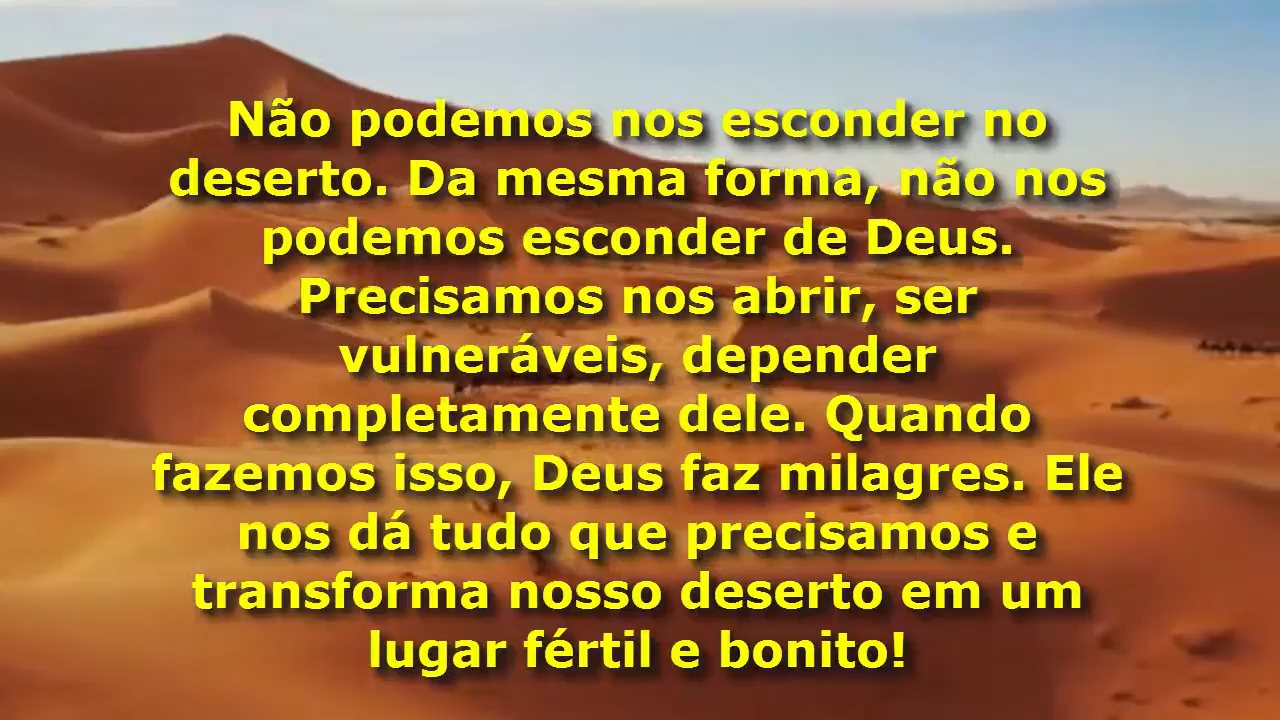 Não podemos nos esconder no
deserto. Da mesma forma, não nos
podemos esconder de Deus.
Precisamos nos abrir, ser
vulneráveis, depender
completamente dele. Quando
fazemos isso, Deus faz milagres. Ele
nos dá tudo que precisamos e
transforma nosso deserto em um
lugar fértil e bonito!